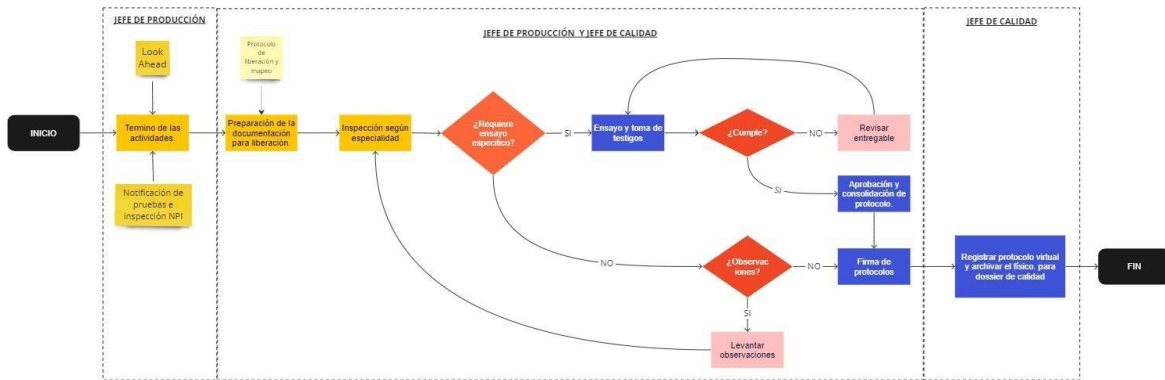 JEFE DE PRODUCCIÓN
JEFE DE PRODUCCIÓN Y JEFE DE CALIDAD
JEFE DE CALIDAD
Look
Ahead
Protocolo
de
liberación y
mapeo
INICIO
Termino de las
actividades.
Preparación de la
documentación
para liberación.
Inspección según
especialidad
¿Requiere
ensayo
especifico?
SI
Ensayo y toma de
testigos
¿Cumple?
NO
Revisar
entregable
Notificación de
pruebas e
inspección NPI
SI
Aprobación y
consolidación de
protocolo.
NO
¿Observac
iones?
NO
Firma de
protocolos
Registrar protocolo virtual
y archivar el físico, para
dossier de calidad
FIN
SI
Levantar
observaciones